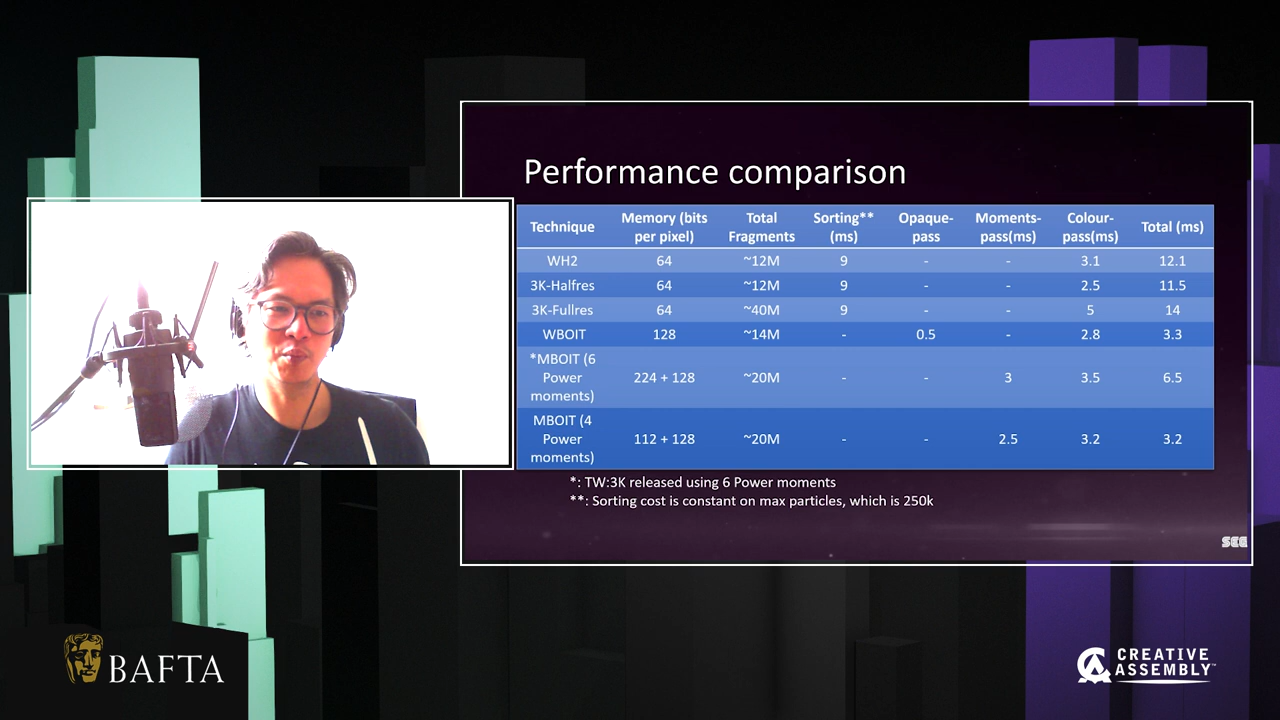 Performance comparison
Technique Memory (bits per pixel) Total Fragments Sorting** (ms) Opaque-pass Moments-pass(ms) Colour-pass(ms) Total (ms)
WH2 64 ~12M 9 - - 3.1 12.1
3K-Halfres 64 ~12M 9 - - 2.5 11.5
3K-Fullres 64 ~40M 9 - - 5 14
WBOIT 128 ~14M - 0.5 - 2.8 3.3
*MBOIT (6 Power moments) 224 + 128 ~20M - - 3 3.5 6.5
MBOIT (4 Power moments) 112 + 128 ~20M - - 2.5 3.2 3.2
*: TW:3K released using 6 Power moments
**: Sorting cost is constant on max particles, which is 250k
SEGA
BAFTA
CREATIVE
ASSEMBLY™